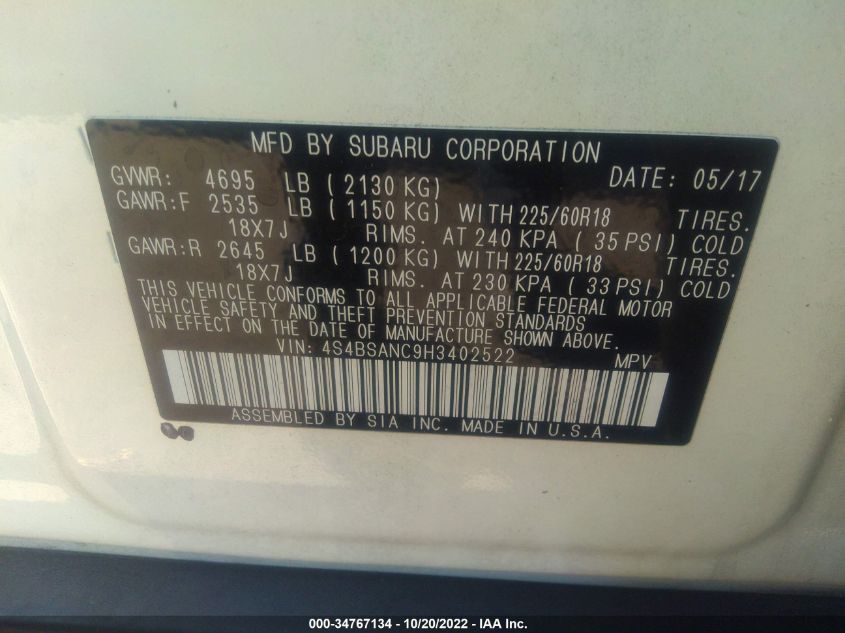 MFD BY SUBARU CORPORATION
GVWR: 4695 LB ( 2130 KG) DATE: 05/17
GAWR:F 2535 LB ( 1150 KG) WITH 225/60R18 TIRES.
18X7J RIMS. AT 240 KPA ( 35 PSI) COLD
GAWR:R 2645 LB ( 1200 KG) WITH 225/60R18 TIRES.
18X7J RIMS. AT 230 KPA ( 33 PSI) COLD
THIS VEHICLE CONFORMS TO ALL APPLICABLE FEDERAL MOTOR
VEHICLE SAFETY AND THEFT PREVENTION STANDARDS
IN EFFECT ON THE DATE OF MANUFACTURE SHOWN ABOVE.
VIN: 4S4BSANC9H3402522 MPV
ASSEMBLED BY SIA INC. MADE IN U.S.A.
000-34767134 - 10/20/2022 - IAA Inc.